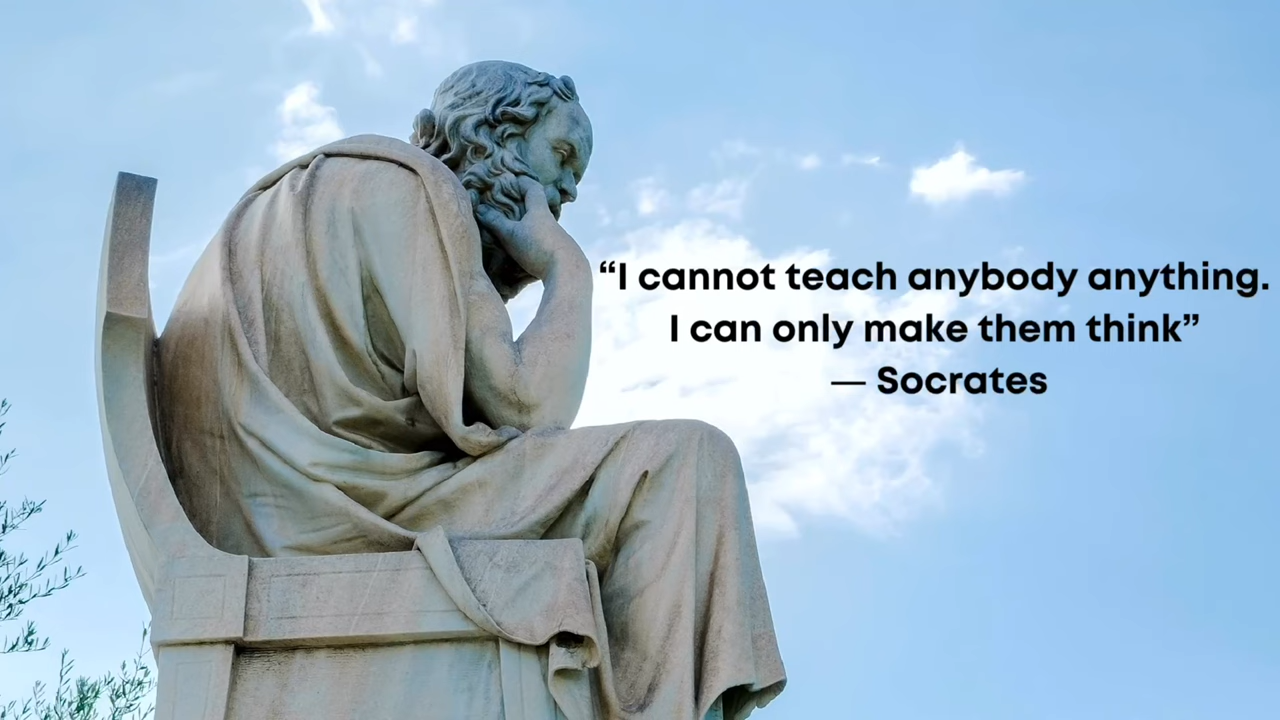 “I cannot teach anybody anything.
I can only make them think”
— Socrates